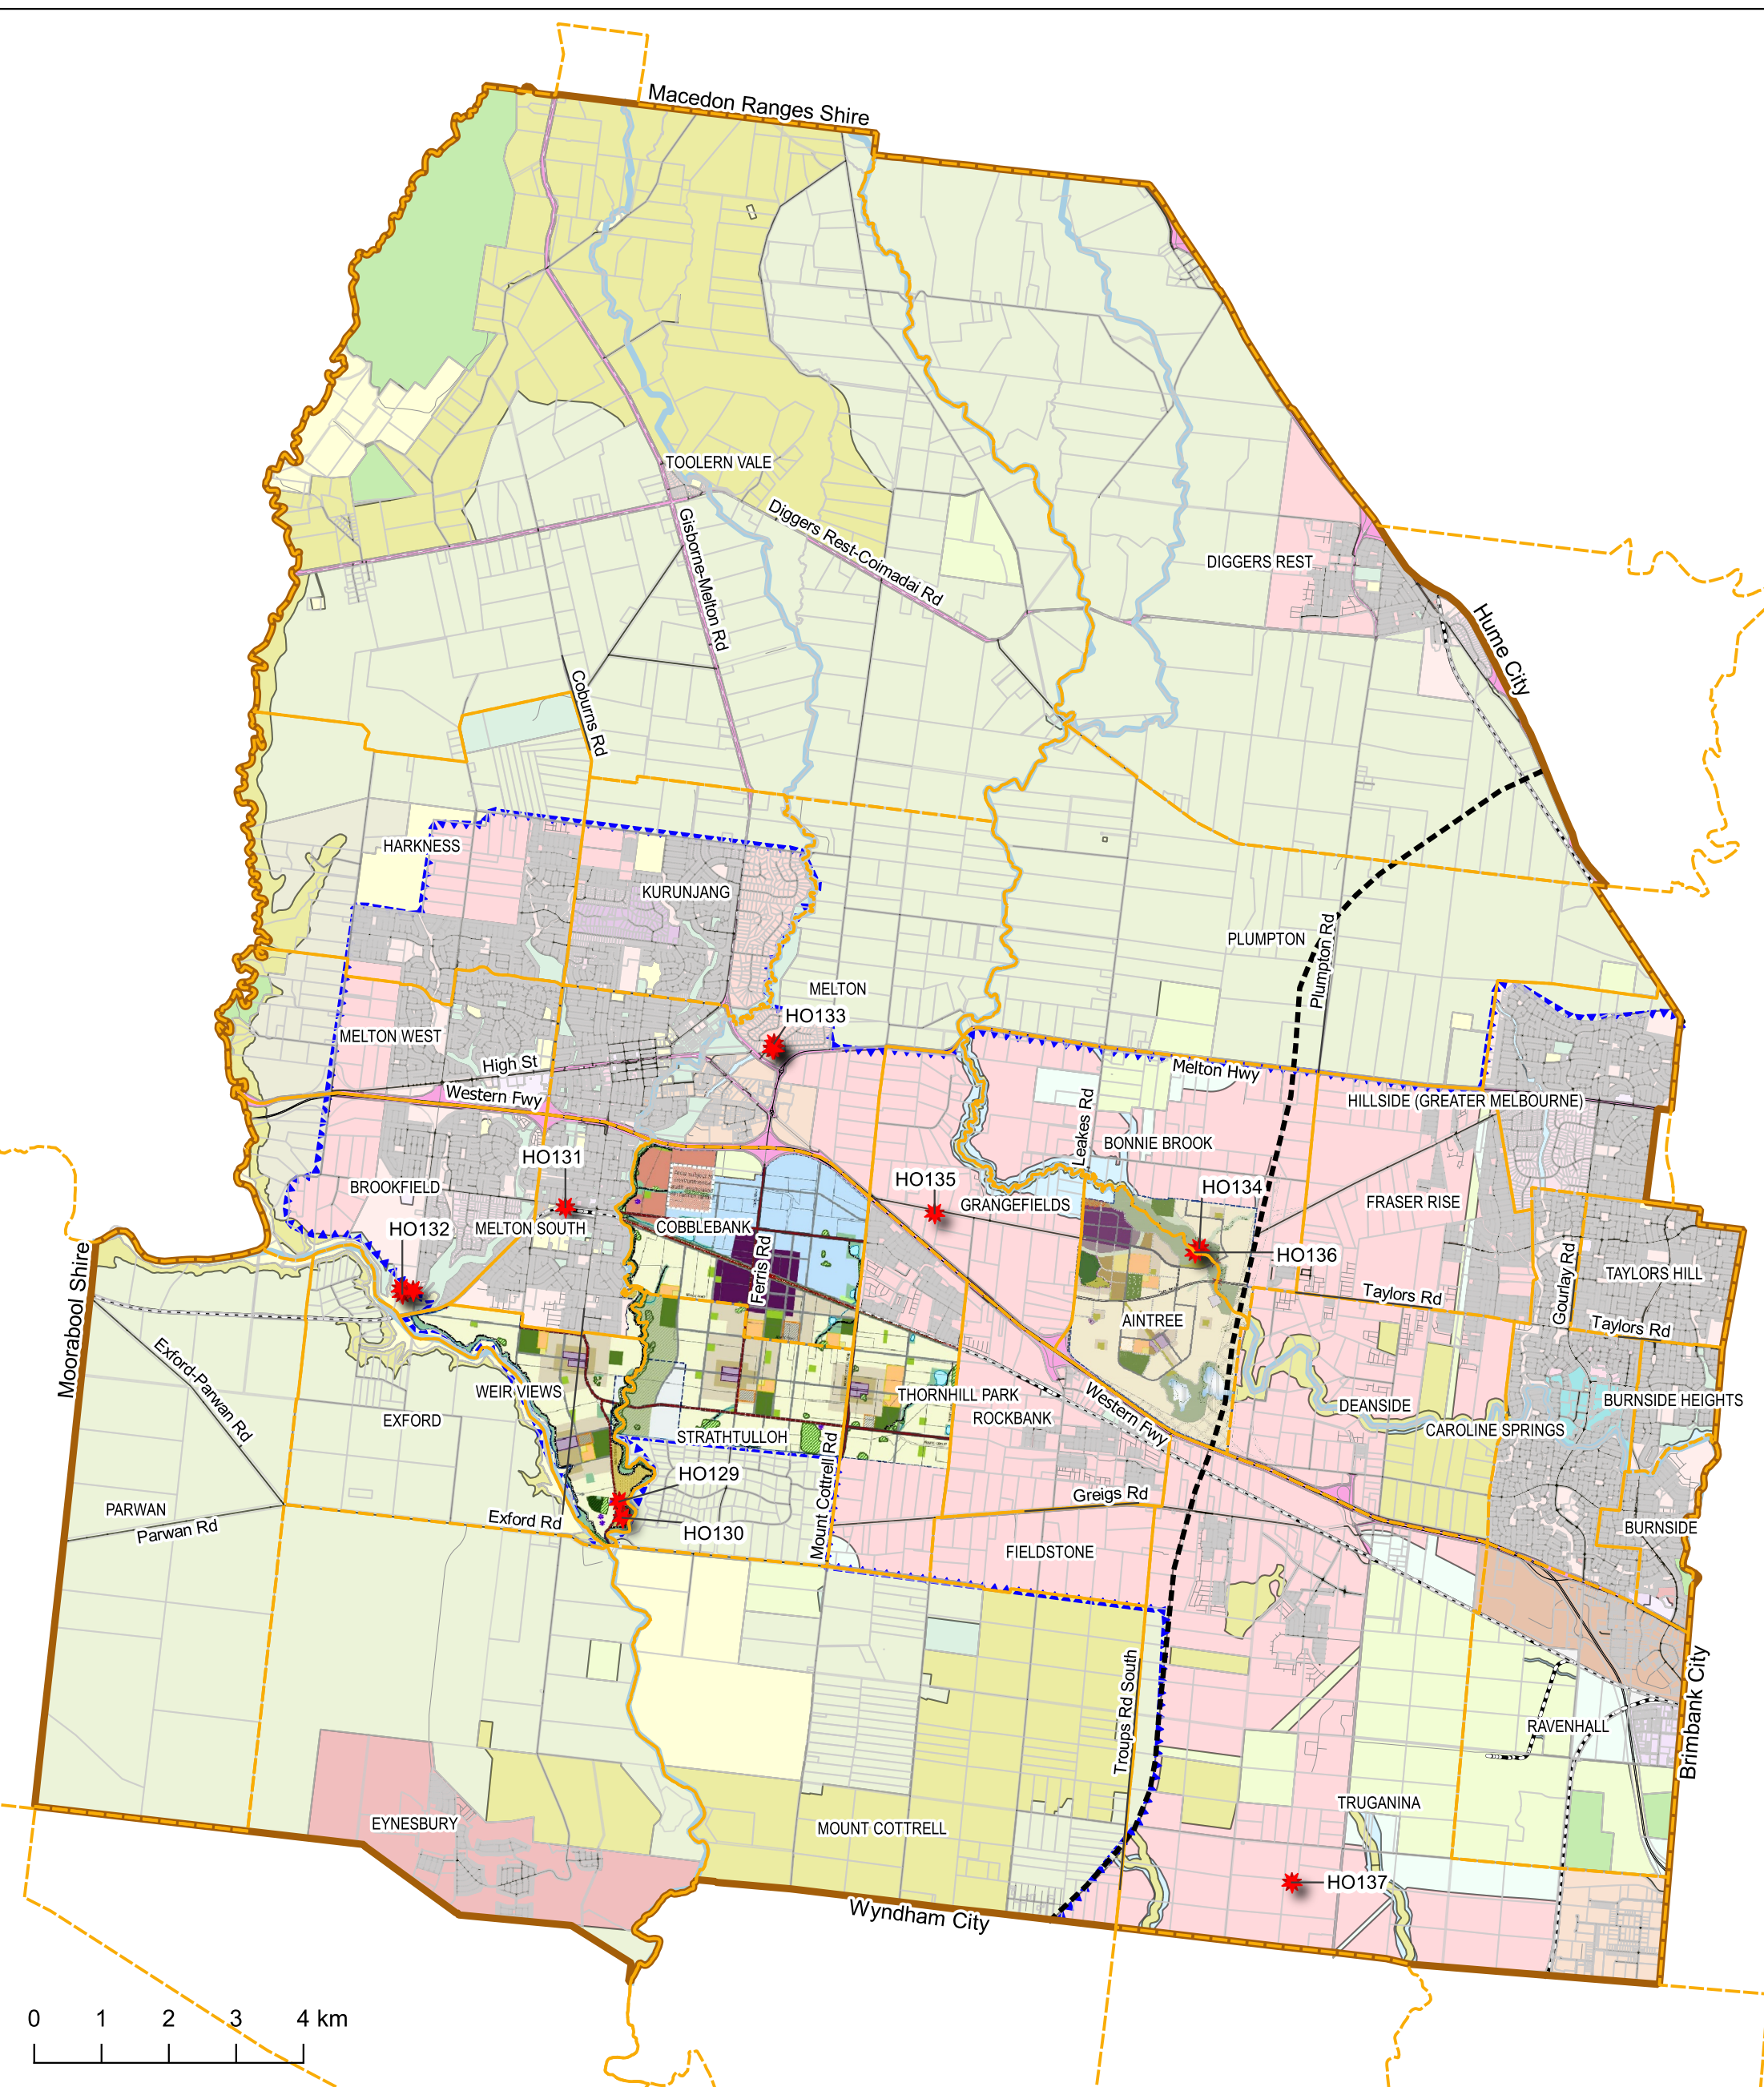 Macedon Ranges Shire
TOOLERN VALE
Diggers Rest-Coimadai Rd
Gisborne-Melton Rd
DIGGERS REST
Hume City
Coburns Rd
HARKNESS
KURUNJANG
PLUMPTON
Plumpton Rd
MELTON
HO133
MELTON WEST
High St
Western Fwy
Melton Hwy
HILLSIDE (GREATER MELBOURNE)
Leakes Rd
BONNIE BROOK
HO131
HO135
HO134
BROOKFIELD
GRANGEFIELDS
FRASER RISE
HO132
MELTON SOUTH
COBBLEBANK
Ferris Rd
HO136
Gourlay Rd
TAYLORS HILL
Moorabool Shire
Taylors Rd
AINTREE
Taylors Rd
Exford-Parwan Rd
WEIR VIEWS
EXFORD
THORNHILL PARK
ROCKBANK
Western Fwy
DEANSIDE
BURNSIDE HEIGHTS
CAROLINE SPRINGS
STRATHTULLOH
Mount Cottrell Rd
HO129
Greigs Rd
PARWAN
Parwan Rd
Exford Rd
HO130
BURNSIDE
FIELDSTONE
Troups Rd South
Brimbank City
RAVENHALL
EYNESBURY
MOUNT COTTRELL
TRUGANINA
HO137
Wyndham City
0 1 2 3 4 km